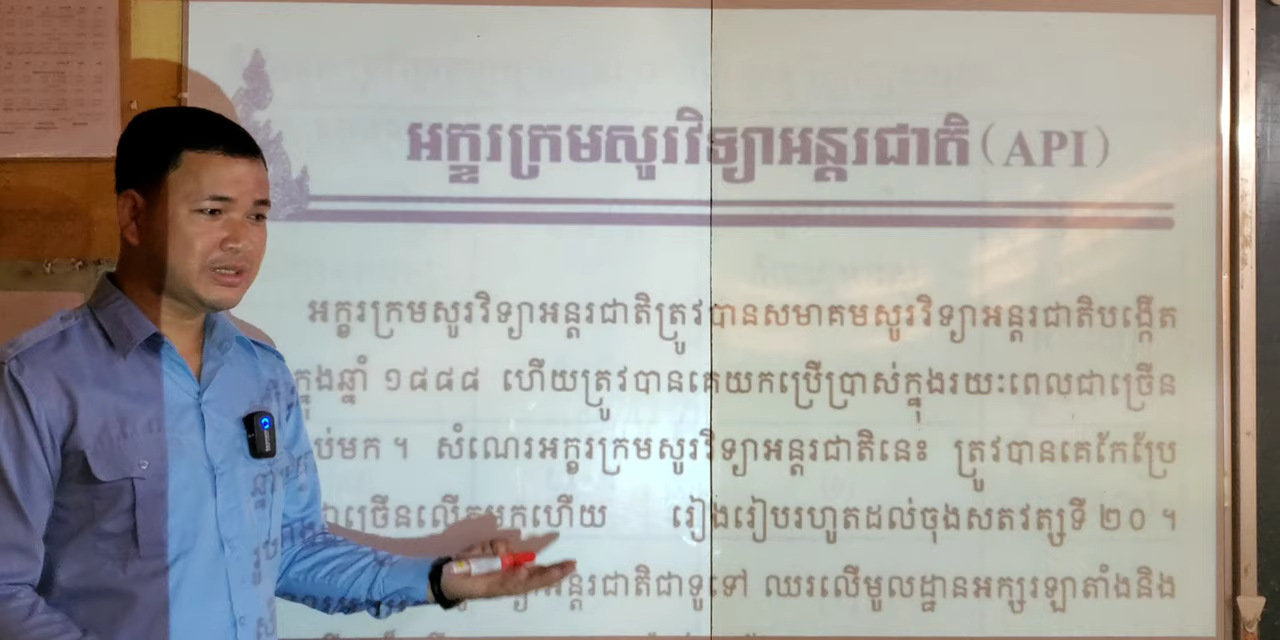 អក្ខរក្រមសូរវិទ្យាអន្តរជាតិ (API)
អក្ខរក្រមសូរវិទ្យាអន្តរជាតិត្រូវបានសមាគមសូរវិទ្យាអន្តរជាតិបង្កើត
ក្នុងឆ្នាំ ១៨៨៨ ហើយត្រូវបានគេយកប្រើប្រាស់ក្នុងរយៈពេលជាច្រើន
ប់មក ។ សំណេរអក្ខរក្រមសូរវិទ្យាអន្តរជាតិនេះ ត្រូវបានគេកែប្រែ
ជាច្រើនលើកមកហើយ រៀងរៀបរហូតដល់ចុងសតវត្សទី ២០ ។
អន្តរជាតិជាទូទៅ ឈរលើមូលដ្ឋានអក្សរឡាតាំងនិង